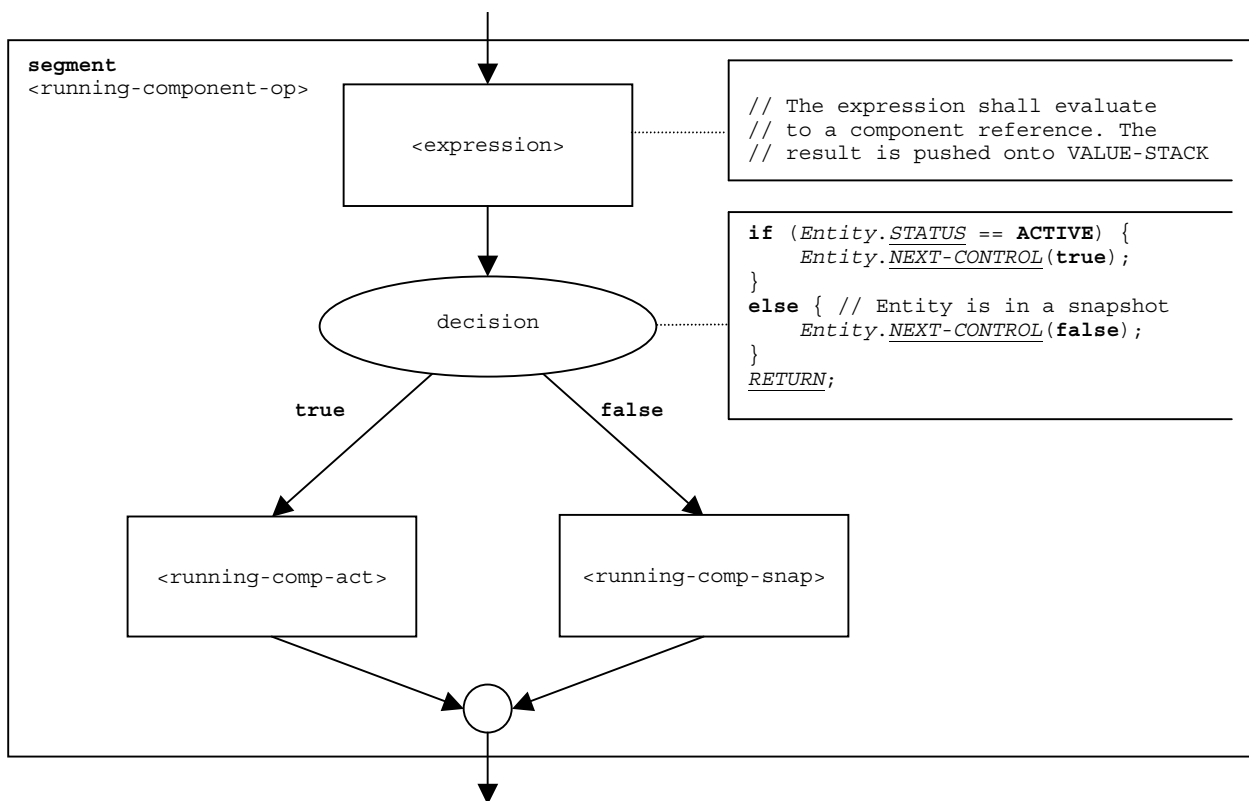 segment
<running-component-op>
<expression>
// The expression shall evaluate
// to a component reference. The
// result is pushed onto VALUE-STACK
decision
if (Entity.STATUS == ACTIVE) {
Entity.NEXT-CONTROL(true);
}
else { // Entity is in a snapshot
Entity.NEXT-CONTROL(false);
}
RETURN;
true
false
<running-comp-act>
<running-comp-snap>